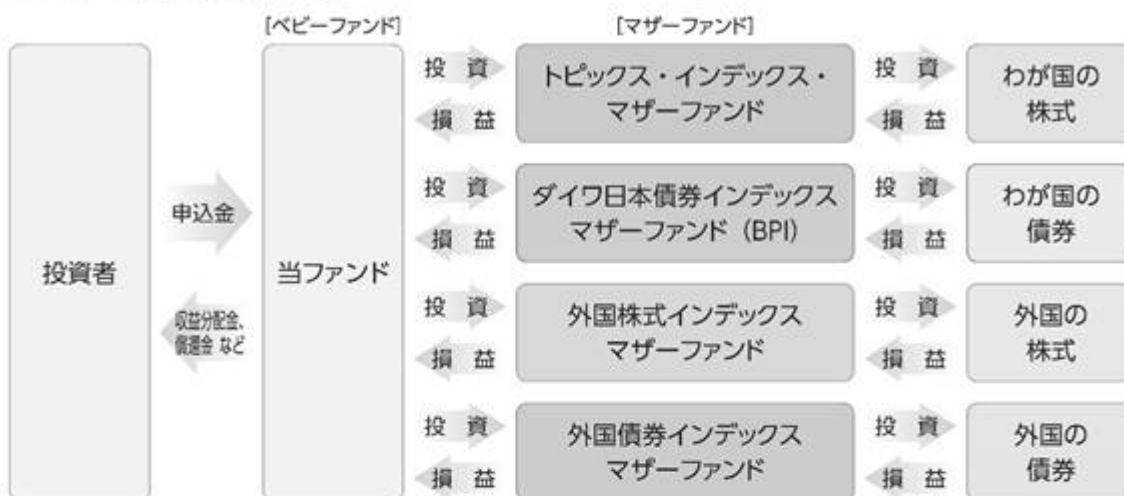 [ベビーファンド]
[マザーファンド]
投資者
申込金
収益分配金、
償還金 など
当ファンド
投 資
損 益
トピックス・インデックス・
マザーファンド
投 資
損 益
わが国の
株式
投 資
損 益
ダイワ日本債券インデックス
マザーファンド (BPI)
投 資
損 益
わが国の
債券
投 資
損 益
外国株式インデックス
マザーファンド
投 資
損 益
外国の
株式
投 資
損 益
外国債券インデックス
マザーファンド
投 資
損 益
外国の
債券